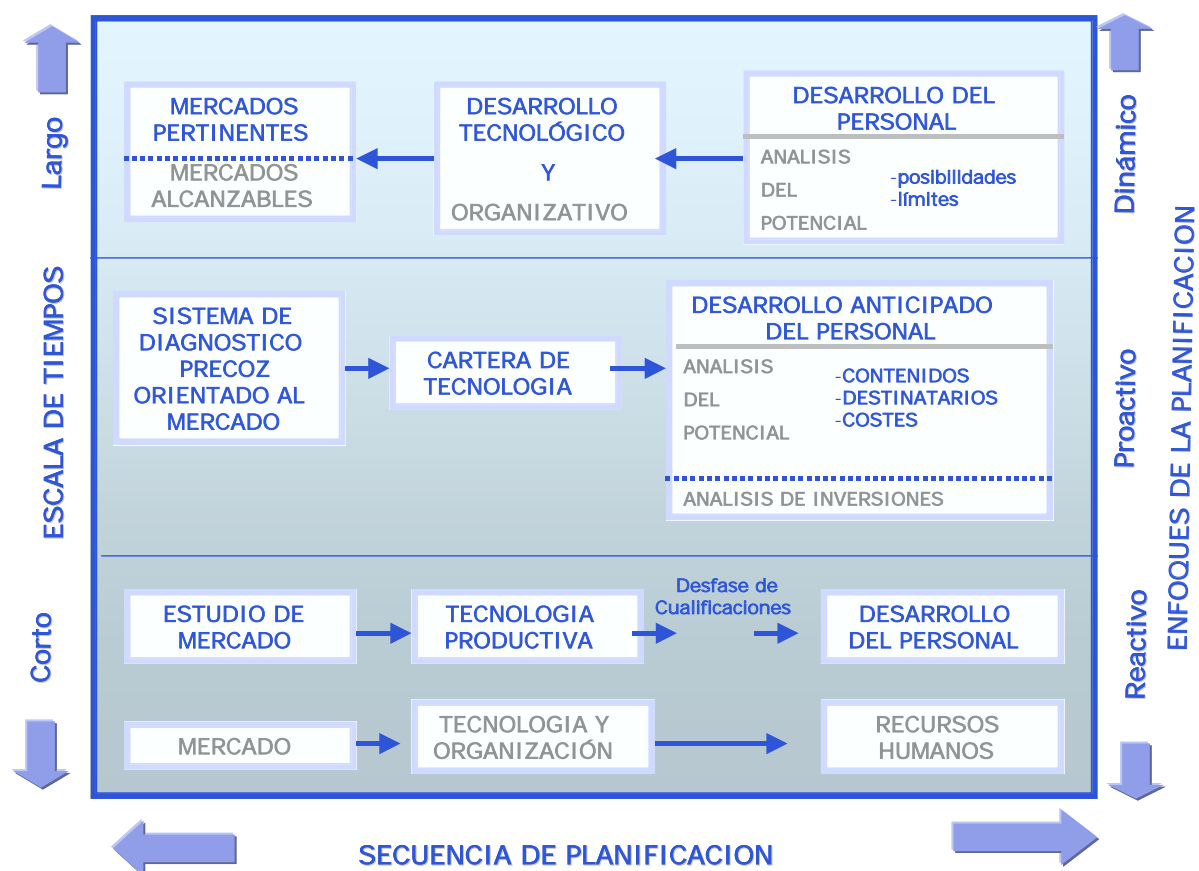 Largo
ESCALA DE TIEMPOS
Corto
MERCADOS
PERTINENTES
MERCADOS
ALCANZABLES
DESARROLLO
TECNOLÓGICO
Y
ORGANIZATIVO
DESARROLLO DEL
PERSONAL
ANALISIS
DEL
POTENCIAL
-posibilidades
-límites
SISTEMA DE
DIAGNOSTICO
PRECOZ
ORIENTADO AL
MERCADO
CARTERA DE
TECNOLOGIA
DESARROLLO ANTICIPADO
DEL PERSONAL
ANALISIS
DEL
POTENCIAL
-CONTENIDOS
-DESTINATARIOS
-COSTES
ANALISIS DE INVERSIONES
ESTUDIO DE
MERCADO
TECNOLOGIA
PRODUCTIVA
Desfase de
Cualificaciones
DESARROLLO
DEL PERSONAL
MERCADO
TECNOLOGIA Y
ORGANIZACIÓN
RECURSOS
HUMANOS
Dinámico
Proactivo
Reactivo
ENFOQUES DE LA PLANIFICACION
SECUENCIA DE PLANIFICACION